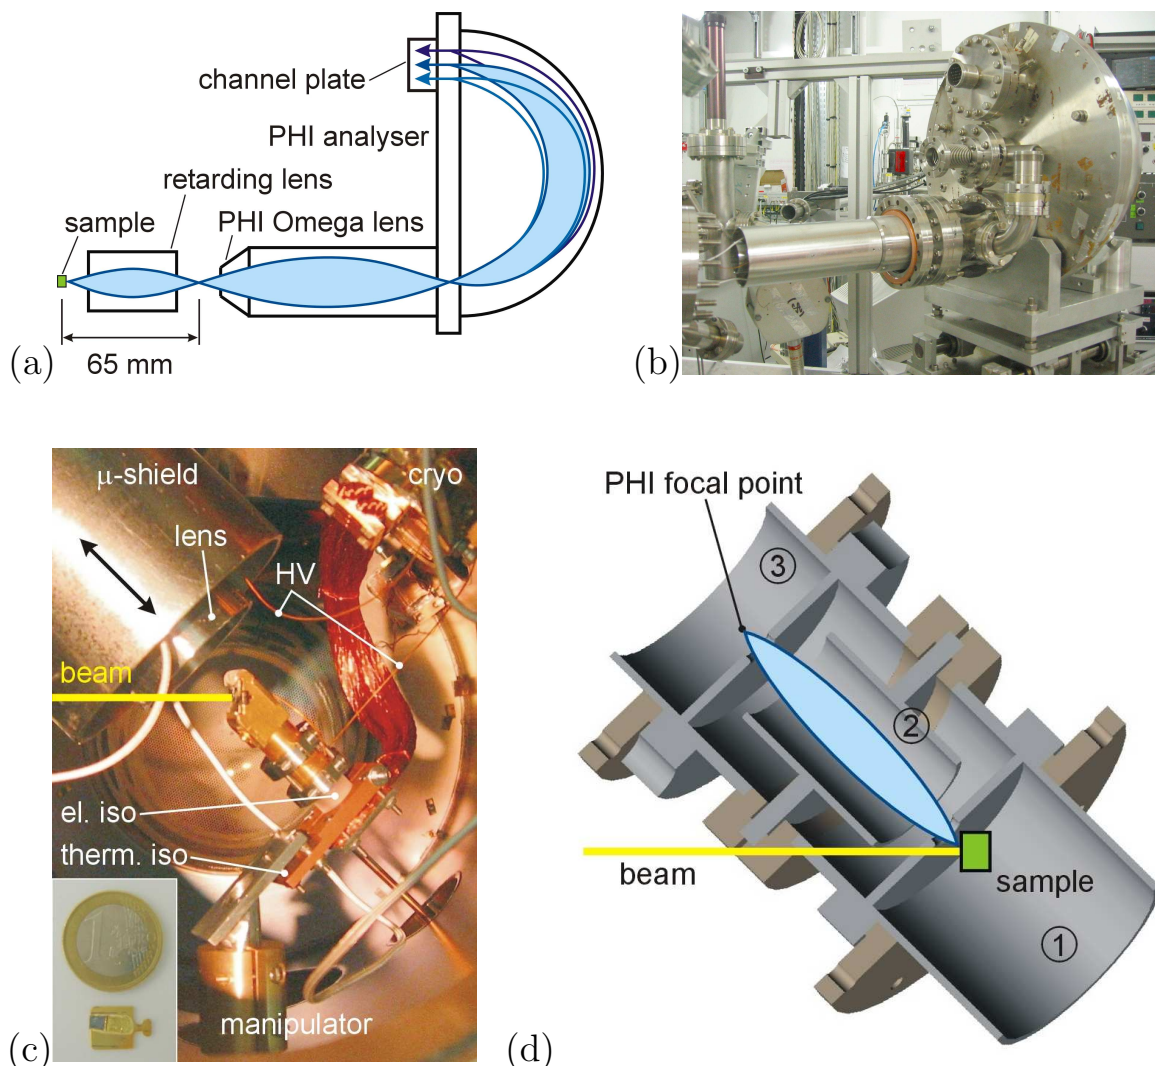 channel plate
PHI analyser
retarding lens
sample
PHI Omega lens
65 mm
(a)
(b)
μ-shield
cryo
lens
HV
beam
el. iso
therm. iso
manipulator
(c)
PHI focal point
3
2
beam
sample
1
(d)